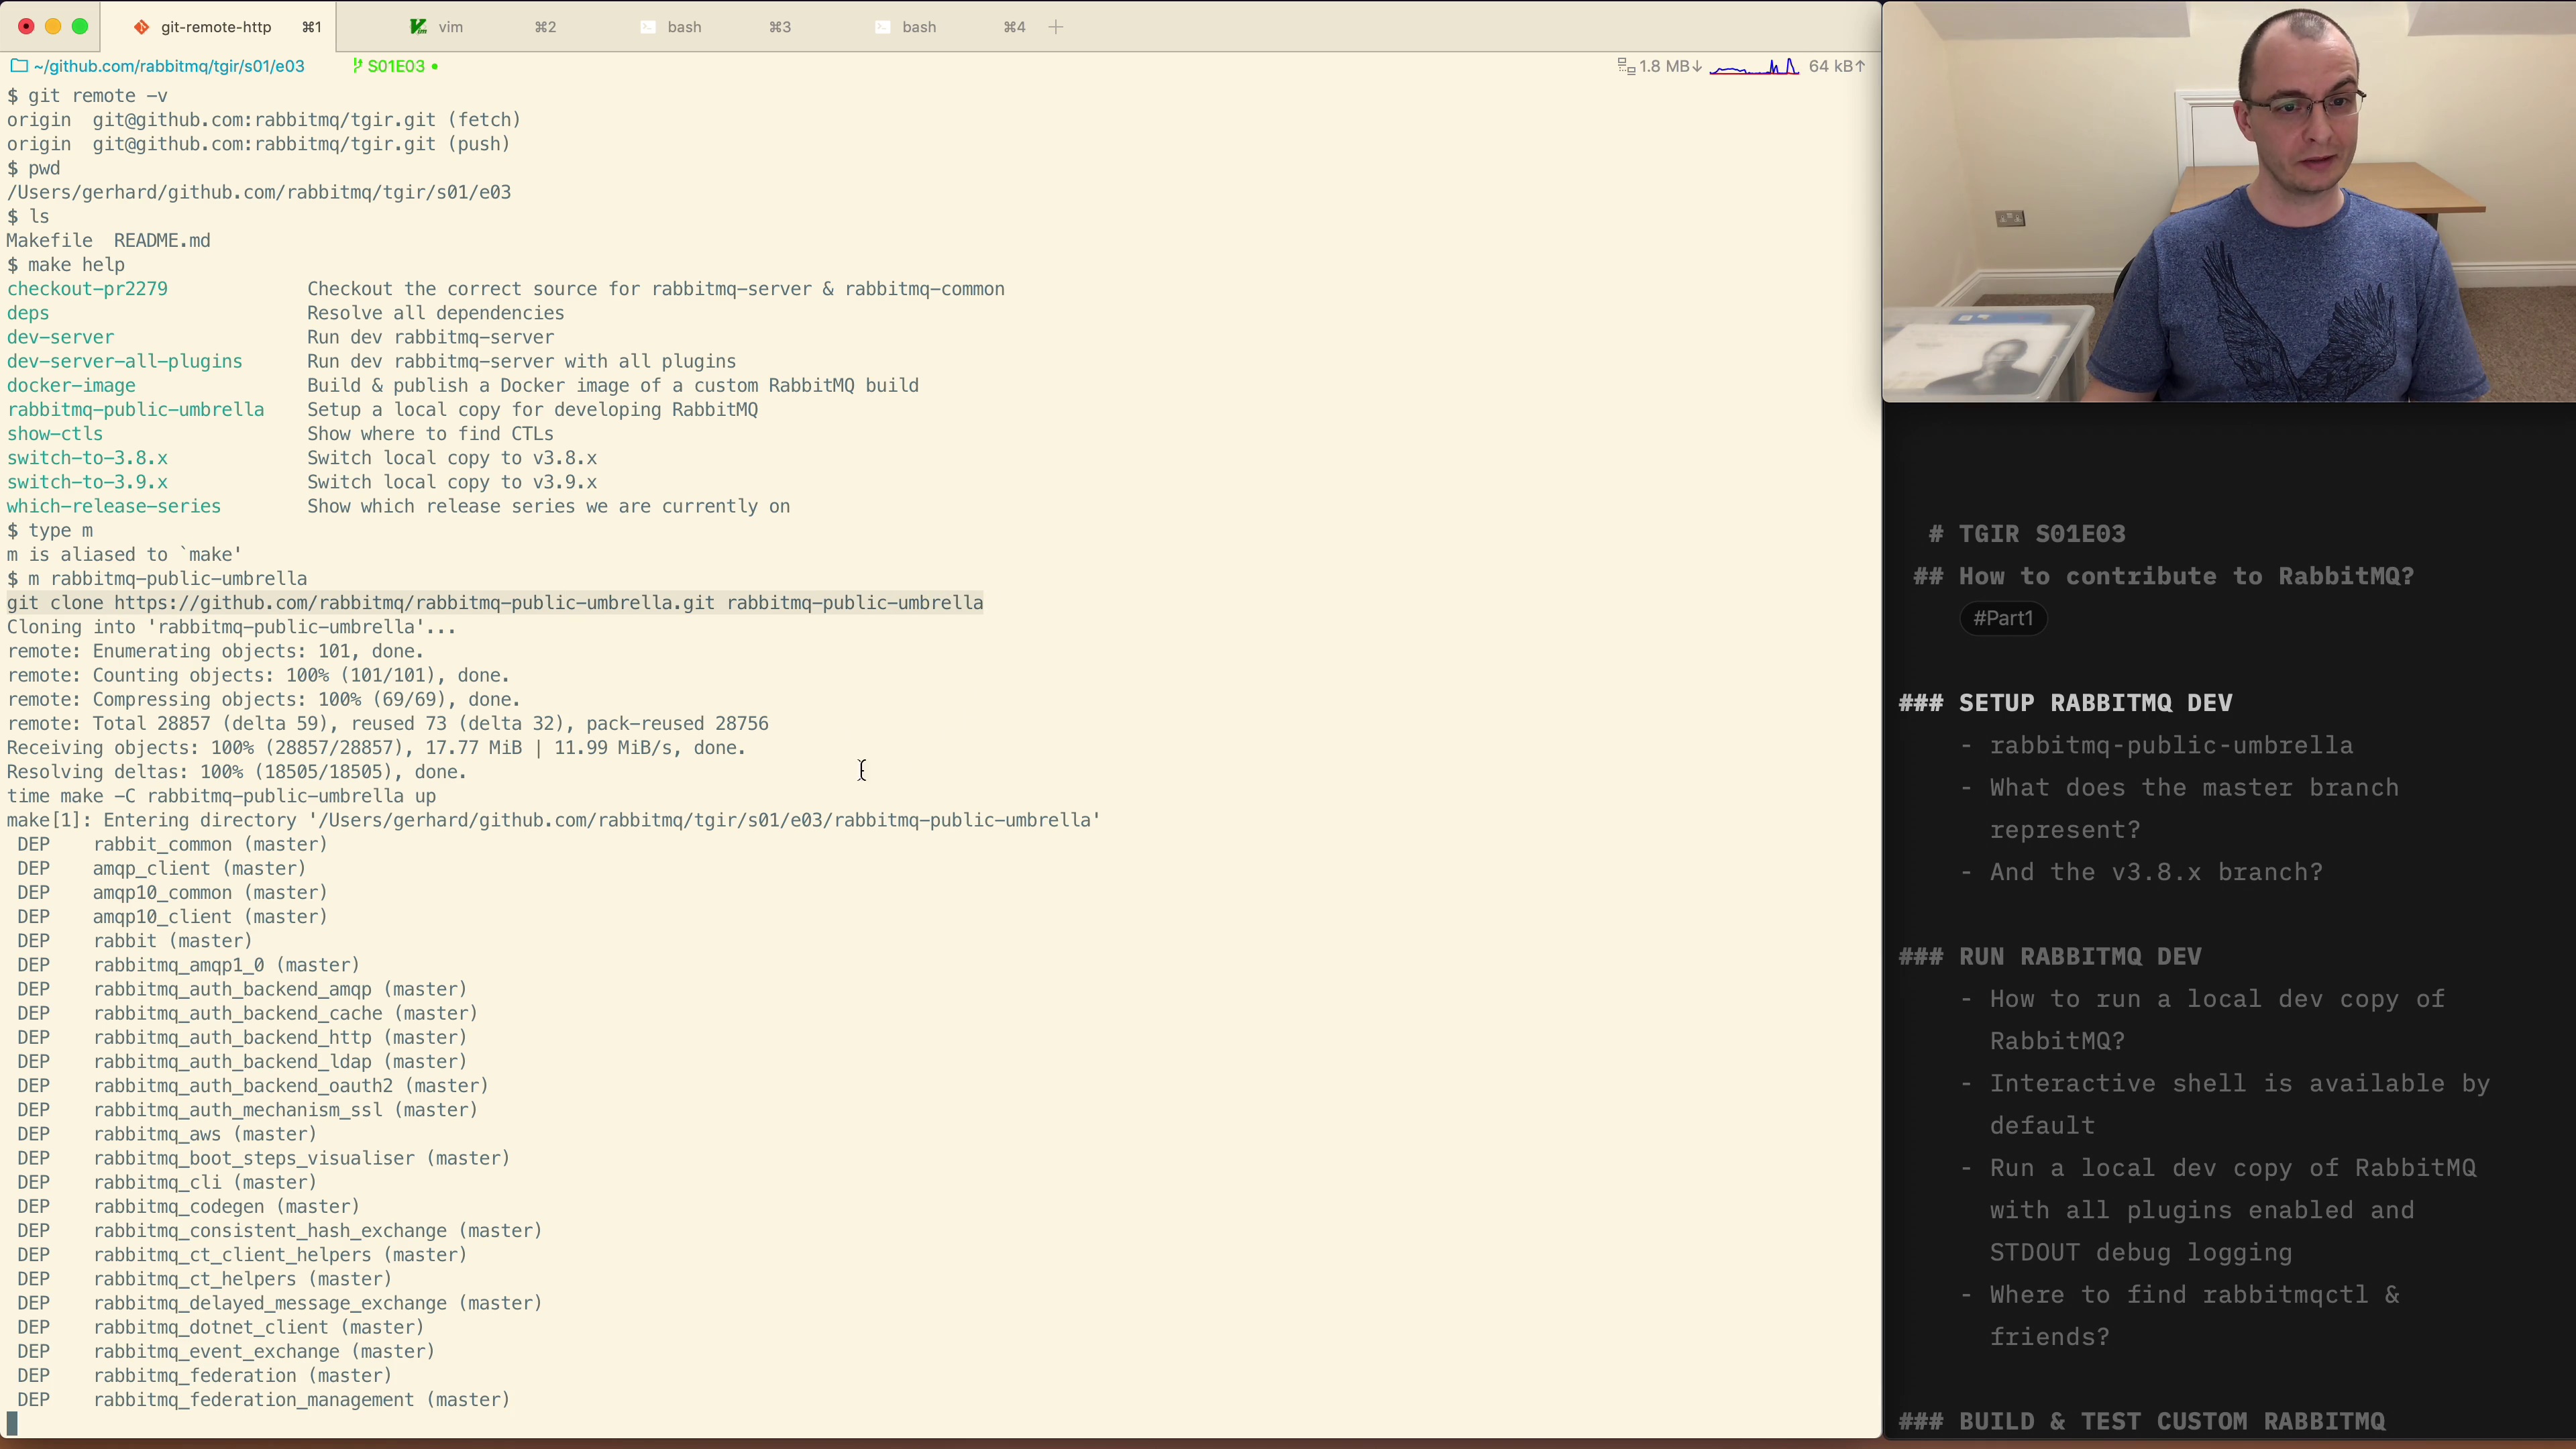 git-remote-http ⌘1 vim ⌘2 bash ⌘3 bash ⌘4
~/github.com/rabbitmq/tgir/s01/e03 S01E03 • 1.8 MB↓ 64 kB↑
$ git remote -v
origin  git@github.com:rabbitmq/tgir.git (fetch)
origin  git@github.com:rabbitmq/tgir.git (push)
$ pwd
/Users/gerhard/github.com/rabbitmq/tgir/s01/e03
$ ls
Makefile  README.md
$ make help
checkout-pr2279 Checkout the correct source for rabbitmq-server & rabbitmq-common
deps Resolve all dependencies
dev-server Run dev rabbitmq-server
dev-server-all-plugins Run dev rabbitmq-server with all plugins
docker-image Build & publish a Docker image of a custom RabbitMQ build
rabbitmq-public-umbrella Setup a local copy for developing RabbitMQ
show-ctls Show where to find CTLs
switch-to-3.8.x Switch local copy to v3.8.x
switch-to-3.9.x Switch local copy to v3.9.x
which-release-series Show which release series we are currently on
$ type m
m is aliased to `make'
$ m rabbitmq-public-umbrella
git clone https://github.com/rabbitmq/rabbitmq-public-umbrella.git rabbitmq-public-umbrella
Cloning into 'rabbitmq-public-umbrella'...
remote: Enumerating objects: 101, done.
remote: Counting objects: 100% (101/101), done.
remote: Compressing objects: 100% (69/69), done.
remote: Total 28857 (delta 59), reused 73 (delta 32), pack-reused 28756
Receiving objects: 100% (28857/28857), 17.77 MiB | 11.99 MiB/s, done.
Resolving deltas: 100% (18505/18505), done.
time make -C rabbitmq-public-umbrella up
make[1]: Entering directory '/Users/gerhard/github.com/rabbitmq/tgir/s01/e03/rabbitmq-public-umbrella'
DEP rabbit_common (master)
DEP amqp_client (master)
DEP amqp10_common (master)
DEP amqp10_client (master)
DEP rabbit (master)
DEP rabbitmq_amqp1_0 (master)
DEP rabbitmq_auth_backend_amqp (master)
DEP rabbitmq_auth_backend_cache (master)
DEP rabbitmq_auth_backend_http (master)
DEP rabbitmq_auth_backend_ldap (master)
DEP rabbitmq_auth_backend_oauth2 (master)
DEP rabbitmq_auth_mechanism_ssl (master)
DEP rabbitmq_aws (master)
DEP rabbitmq_boot_steps_visualiser (master)
DEP rabbitmq_cli (master)
DEP rabbitmq_codegen (master)
DEP rabbitmq_consistent_hash_exchange (master)
DEP rabbitmq_ct_client_helpers (master)
DEP rabbitmq_ct_helpers (master)
DEP rabbitmq_delayed_message_exchange (master)
DEP rabbitmq_dotnet_client (master)
DEP rabbitmq_event_exchange (master)
DEP rabbitmq_federation (master)
DEP rabbitmq_federation_management (master)
# TGIR S01E03
## How to contribute to RabbitMQ?
#Part1
### SETUP RABBITMQ DEV
- rabbitmq-public-umbrella
- What does the master branch
represent?
- And the v3.8.x branch?
### RUN RABBITMQ DEV
- How to run a local dev copy of
RabbitMQ?
- Interactive shell is available by
default
- Run a local dev copy of RabbitMQ
with all plugins enabled and
STDOUT debug logging
- Where to find rabbitmqctl &
friends?
### BUILD & TEST CUSTOM RABBITMQ